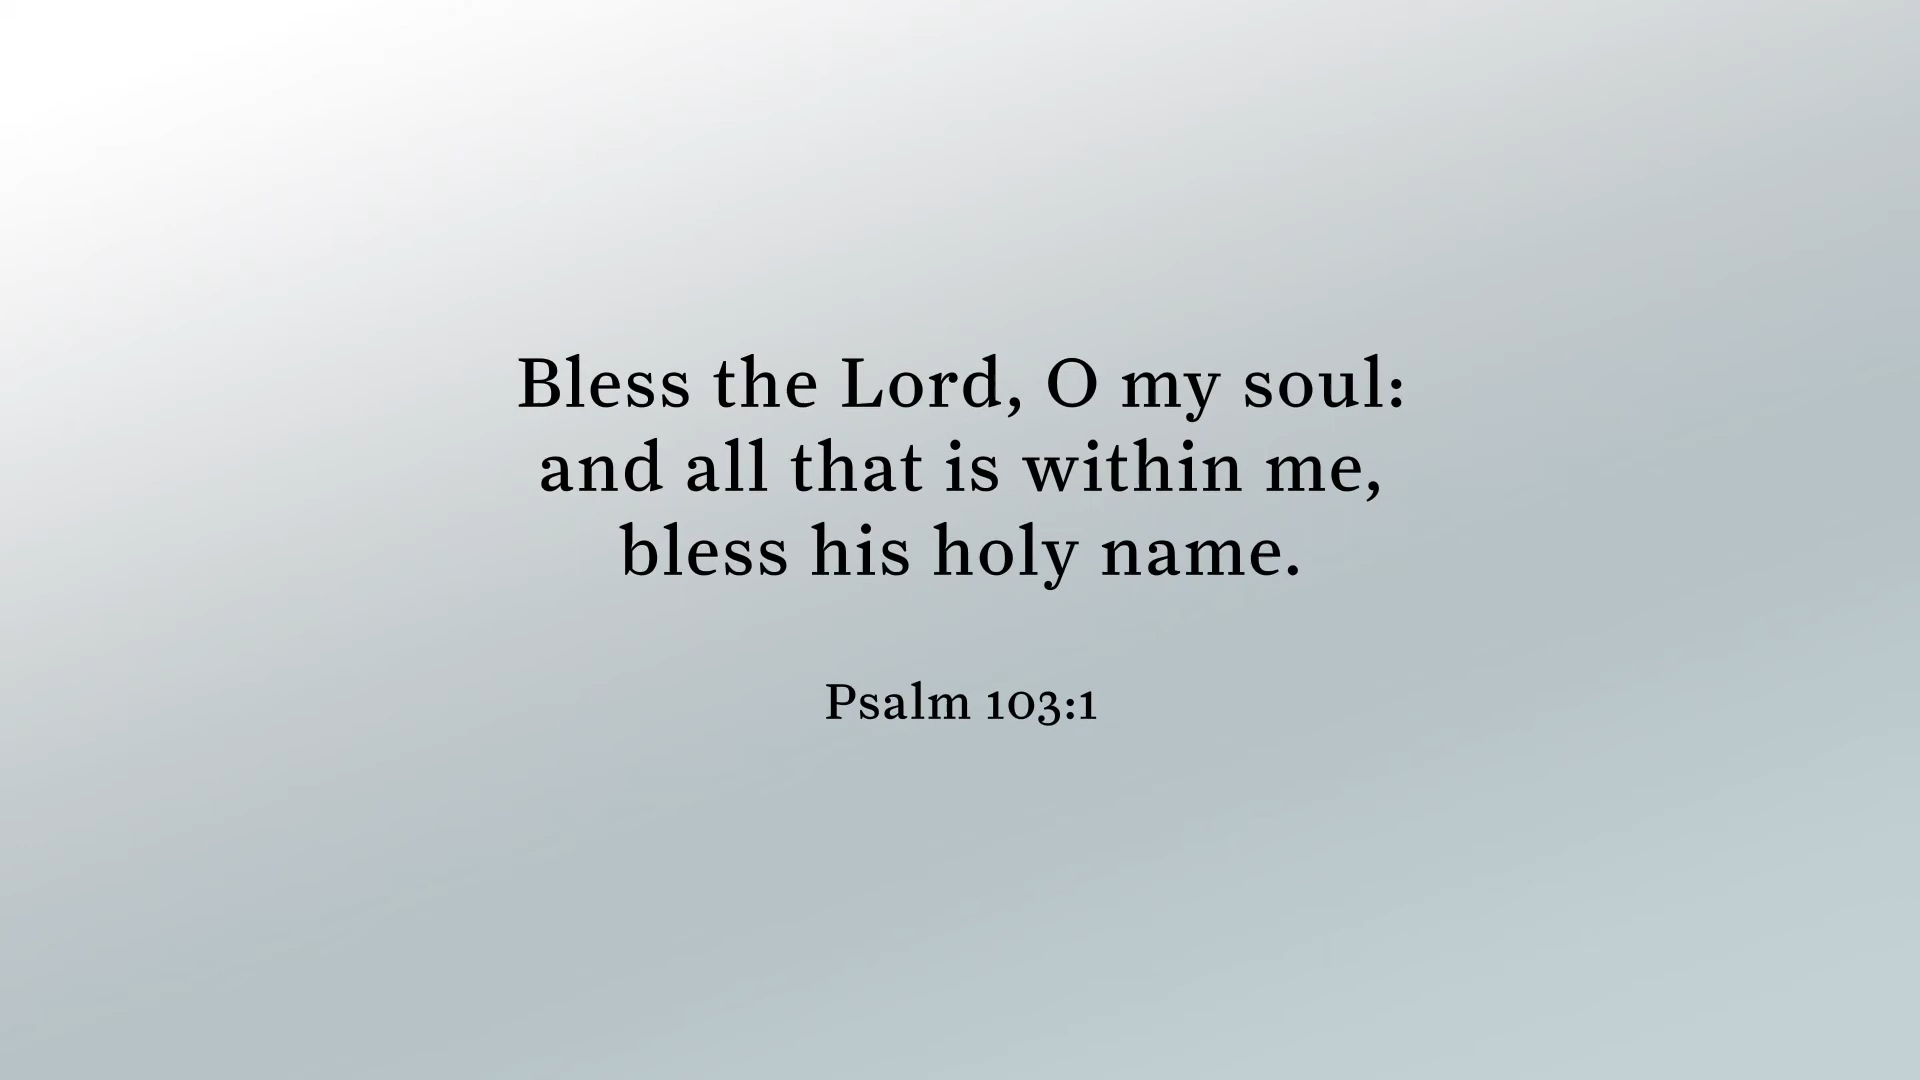 Bless the Lord, O my soul:
and all that is within me,
bless his holy name.
Psalm 103:1